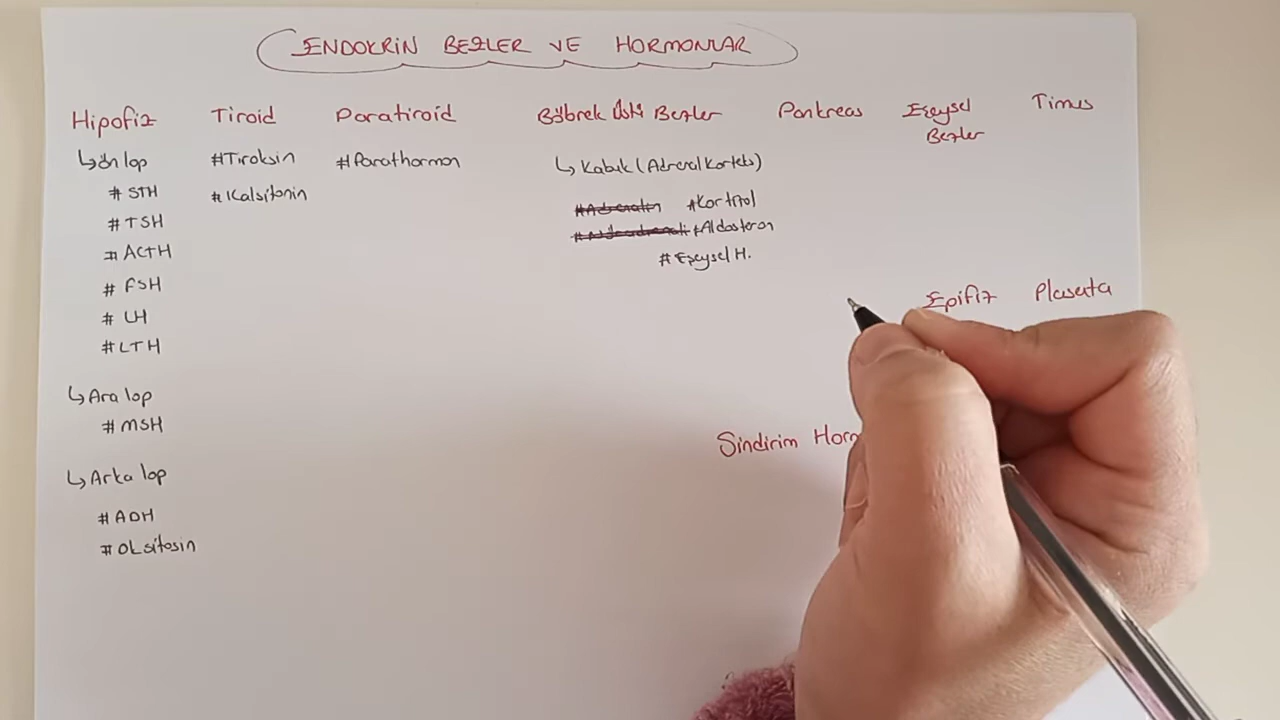 ENDOKRİN BEZLER VE HORMONLAR
Hipofiz
↳ Ön lop
# STH
# TSH
# ACTH
# FSH
# LH
# LTH
↳ Ara lop
# MSH
↳ Arka lop
# ADH
# Oksitosin
Tiroid
# Tiroksin
# Kalsitonin
Paratiroid
# Parathormon
Böbrek Üstü Bezler
↳ Kabuk (Adrenal Korteks)
# Adrenalin
# Kortizol
# Aldosteron
# Eşeysel H.
Pankreas
Eşeysel
Bezler
Timus
Epifiz
Plasenta
Sindirim Horm